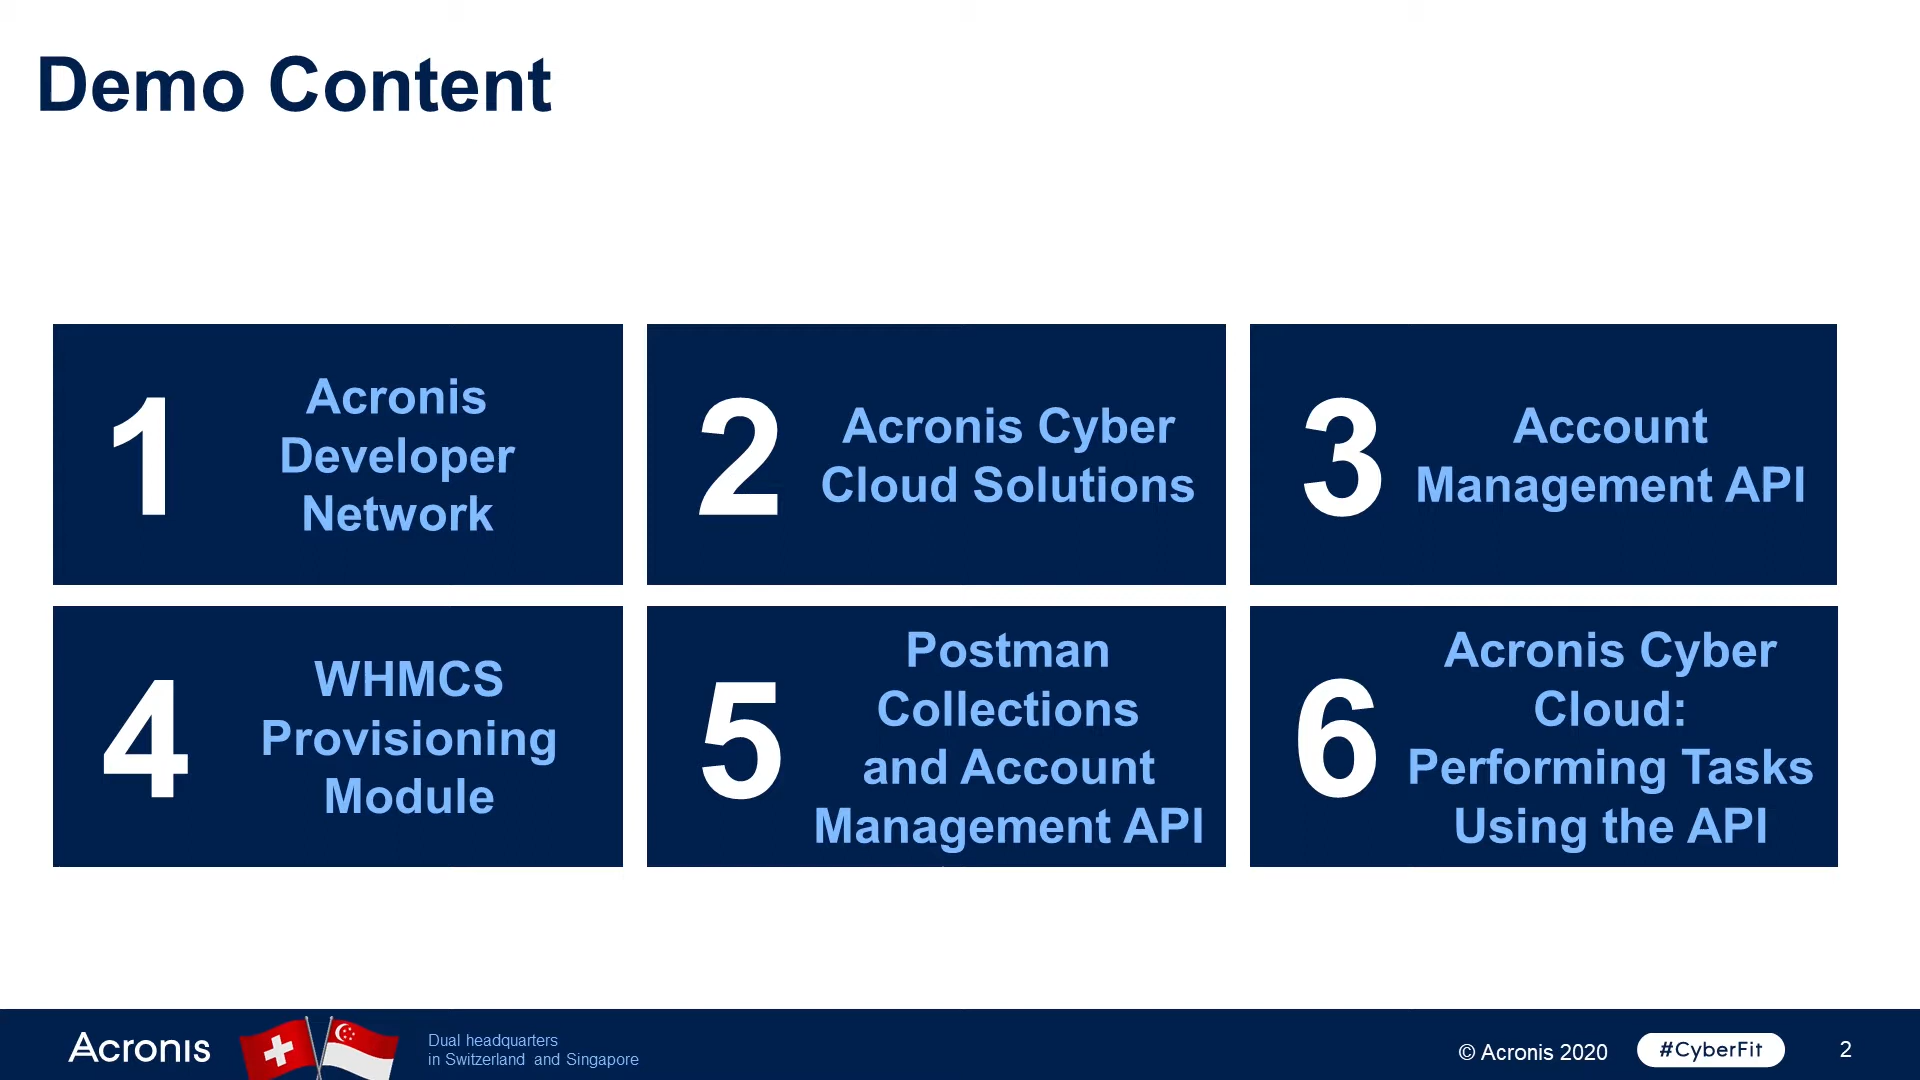 Demo Content
1
Acronis
Developer
Network
2
Acronis Cyber
Cloud Solutions
3
Account
Management API
4
WHMCS
Provisioning
Module
5
Postman
Collections
and Account
Management API
6
Acronis Cyber
Cloud:
Performing Tasks
Using the API
Acronis
Dual headquarters
in Switzerland and Singapore
© Acronis 2020
#CyberFit
2